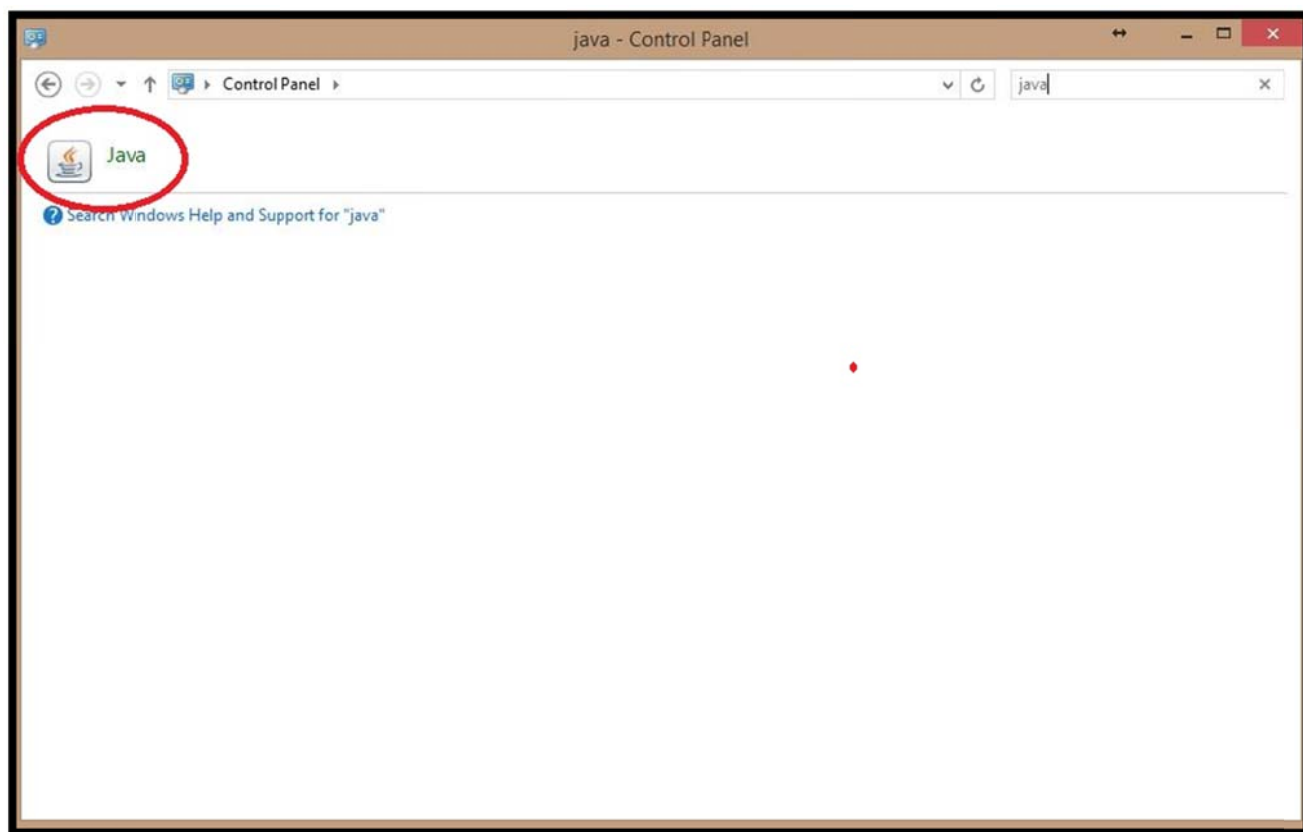 java - Control Panel
Control Panel
java
Java
Search Windows Help and Support for "java"